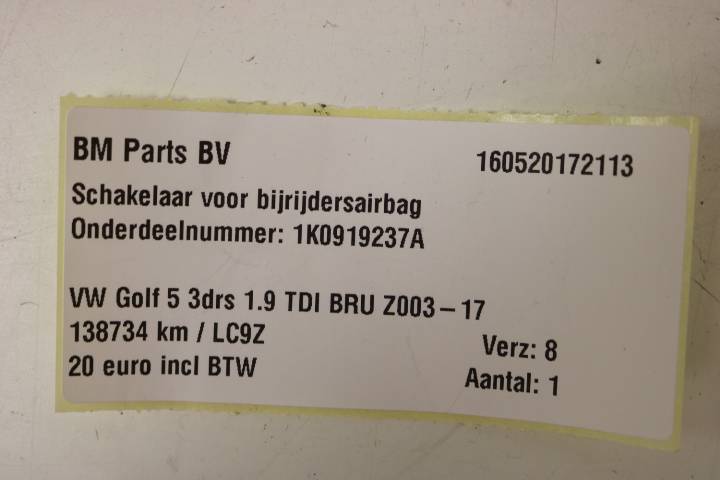 BM Parts BV 160520172113
Schakelaar voor bijrijdersairbag
Onderdeelnummer: 1K0919237A
VW Golf 5 3drs 1.9 TDI BRU Z003-17
138734 km / LC9Z Verz: 8
20 euro incl BTW Aantal: 1